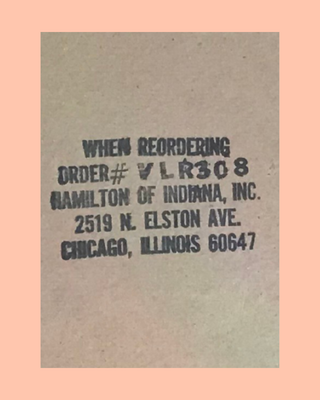 WHEN REORDERING
ORDER# VLR308
HAMILTON OF INDIANA, INC.
2519 N. ELSTON AVE.
CHICAGO, ILLINOIS 60647